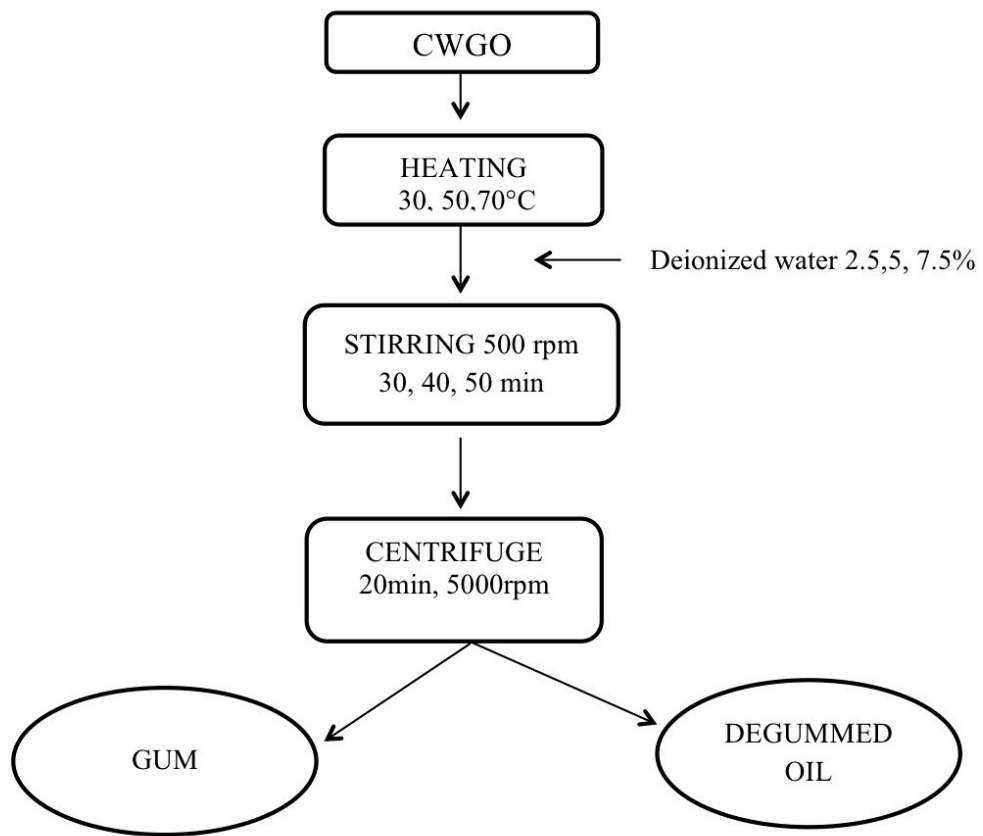 CWGO
HEATING
30, 50,70°C
Deionized water 2.5,5, 7.5%
STIRRING 500 rpm
30, 40, 50 min
CENTRIFUGE
20min, 5000rpm
GUM
DEGUMMED
OIL